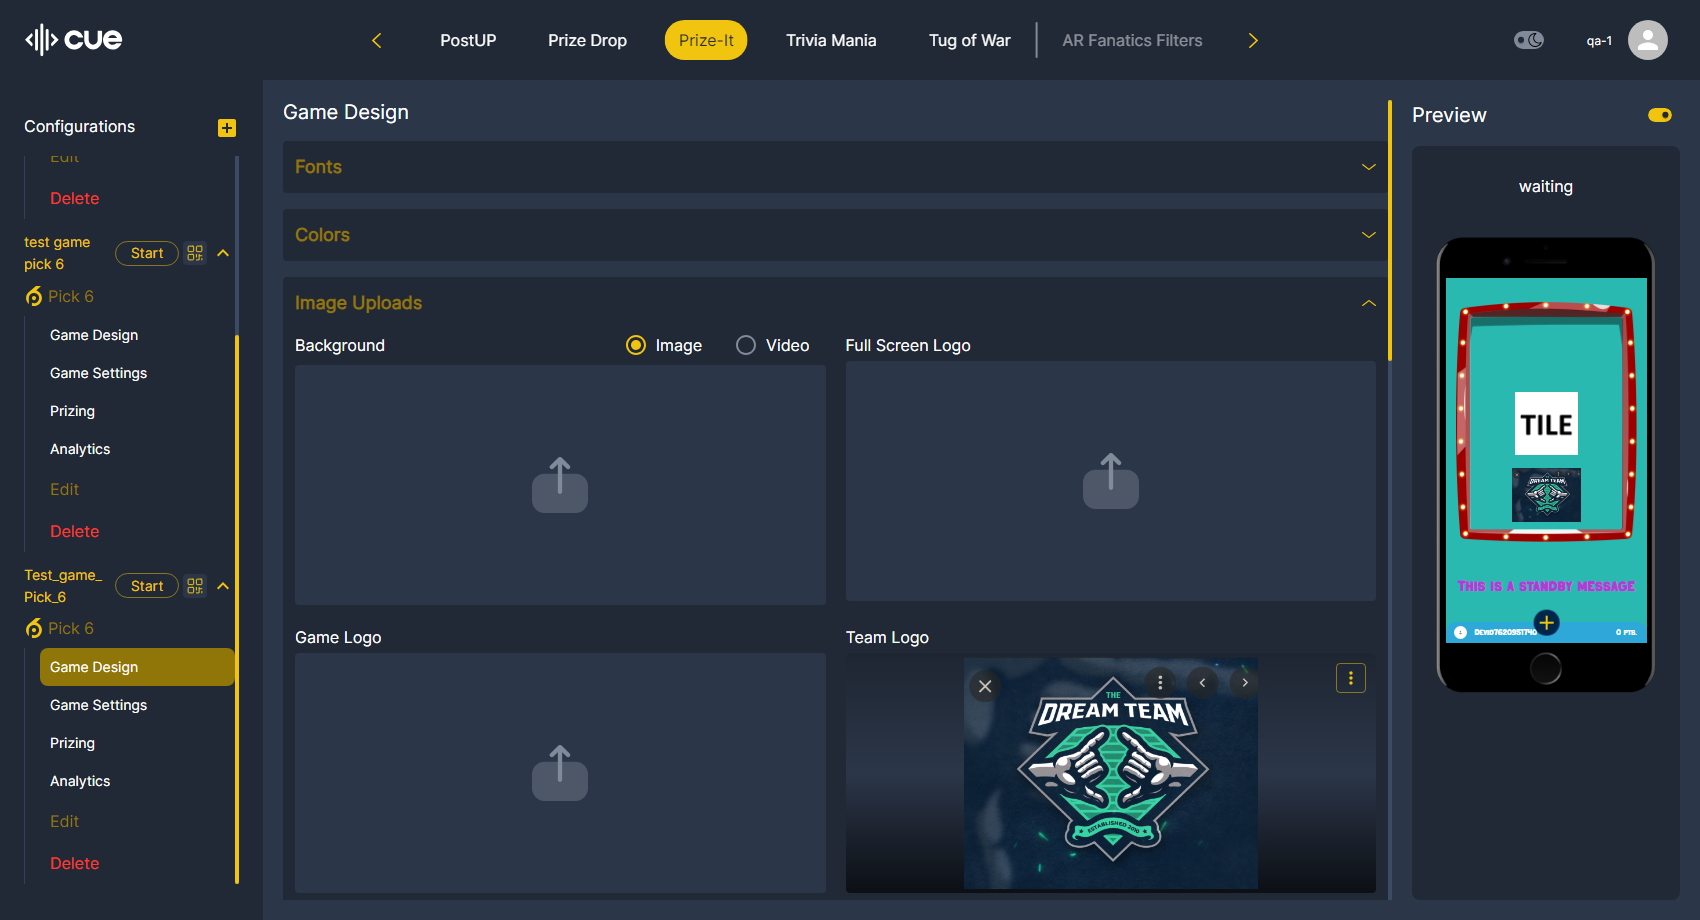 cue
PostUP
Prize Drop
Prize-It
Trivia Mania
Tug of War
AR Fanatics Filters
qa-1
Configurations
Edit
Delete
test game
pick 6
Start
Pick 6
Game Design
Game Settings
Prizing
Analytics
Edit
Delete
Test_game_
Pick_6
Start
Pick 6
Game Design
Game Settings
Prizing
Analytics
Edit
Delete
Game Design
Fonts
Colors
Image Uploads
Background
Image
Video
Full Screen Logo
Game Logo
Team Logo
THE
DREAM TEAM
ESTABLISHED 2010
Preview
waiting
TILE
DREAM TEAM
THIS IS A STANDBY MESSAGE
0 PTS.